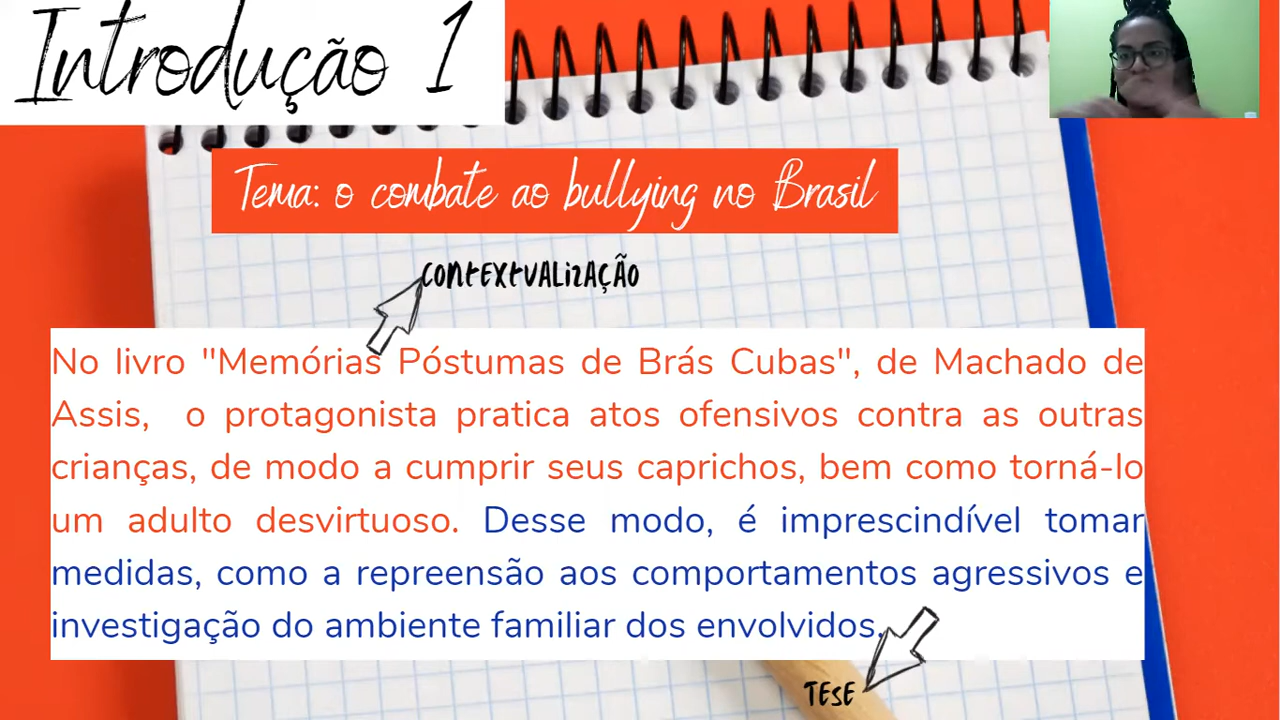 Introdução 1
Tema: o combate ao bullying no Brasil
CONTEXTUALIZAÇÃO
No livro "Memórias Póstumas de Brás Cubas", de Machado de
Assis, o protagonista pratica atos ofensivos contra as outras
crianças, de modo a cumprir seus caprichos, bem como torná-lo
um adulto desvirtuoso. Desse modo, é imprescindível tomar
medidas, como a repreensão aos comportamentos agressivos e
investigação do ambiente familiar dos envolvidos.
TESE